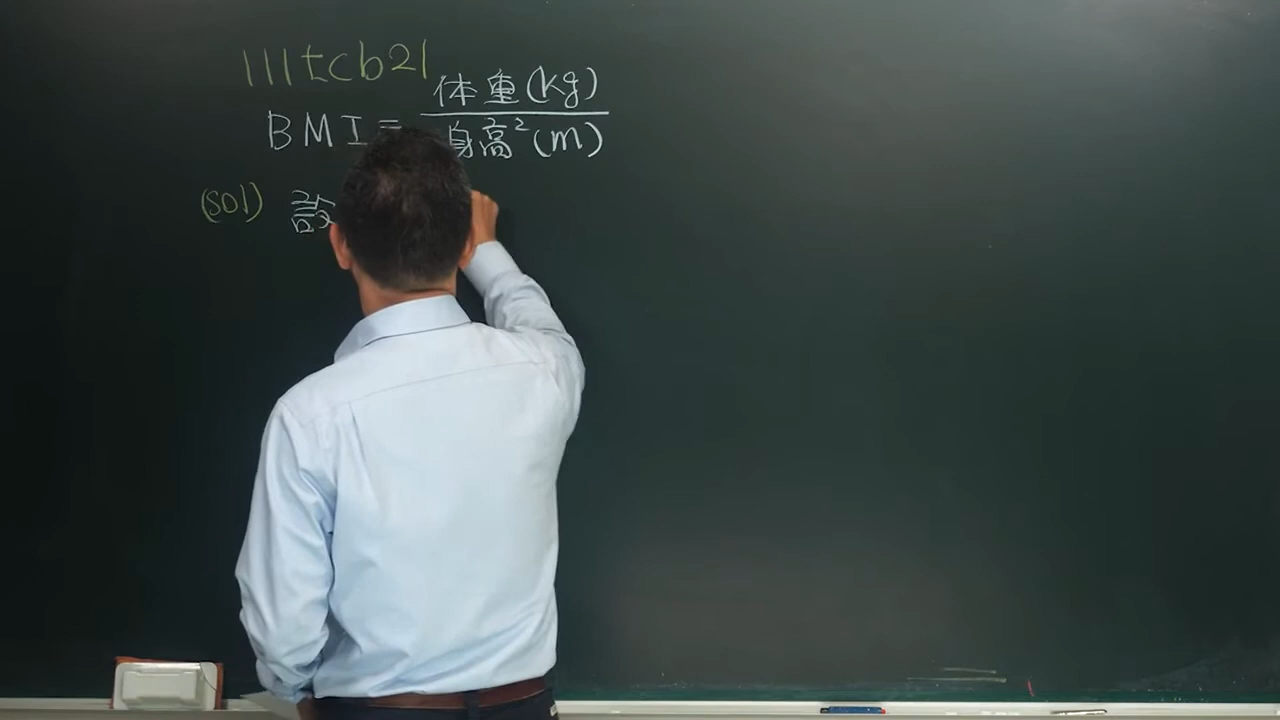 111tcb21
BMI = 体重(kg) / 身高²(m)
(sol) 設